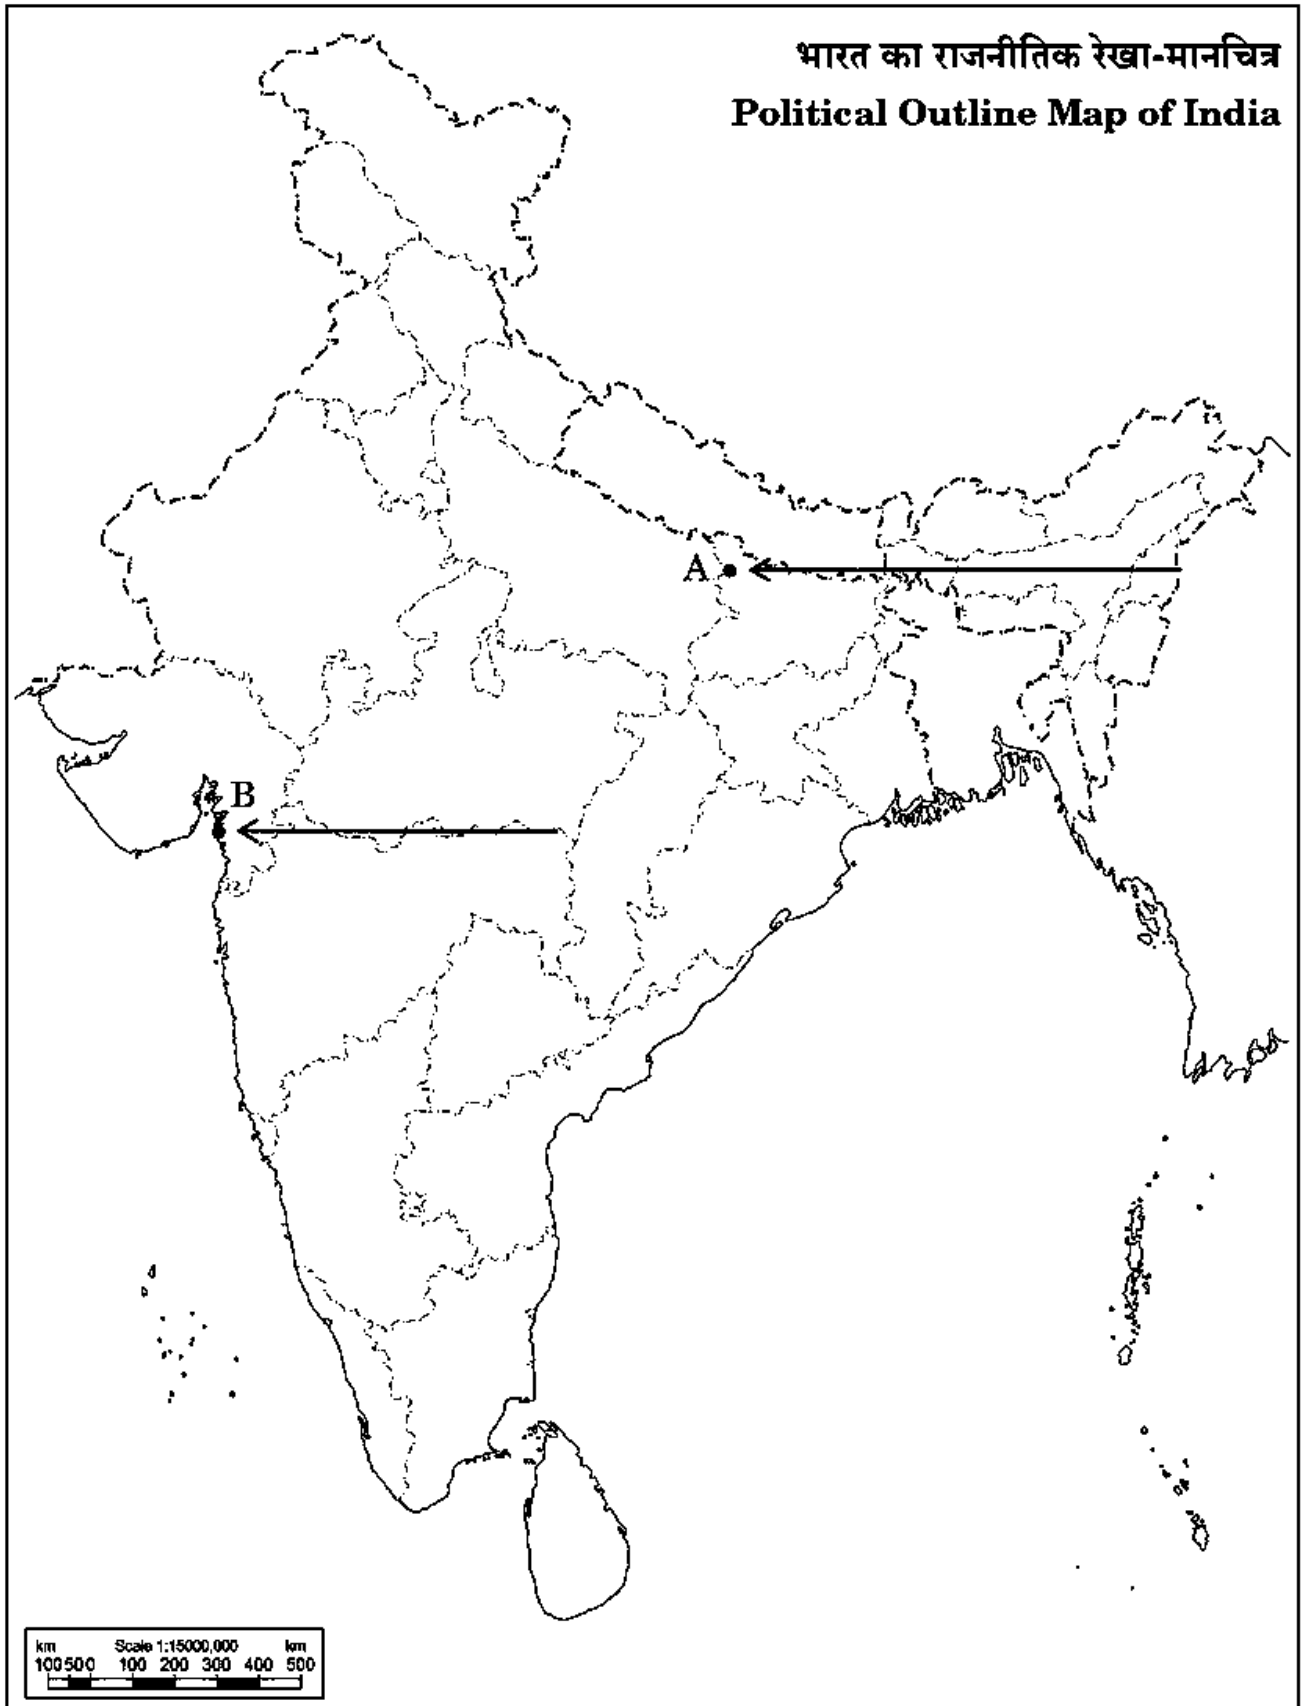 भारत का राजनीतिक रेखा-मानचित्र
Political Outline Map of India
A
B
km Scale 1:15000,000 km
100 50 0 100 200 300 400 500